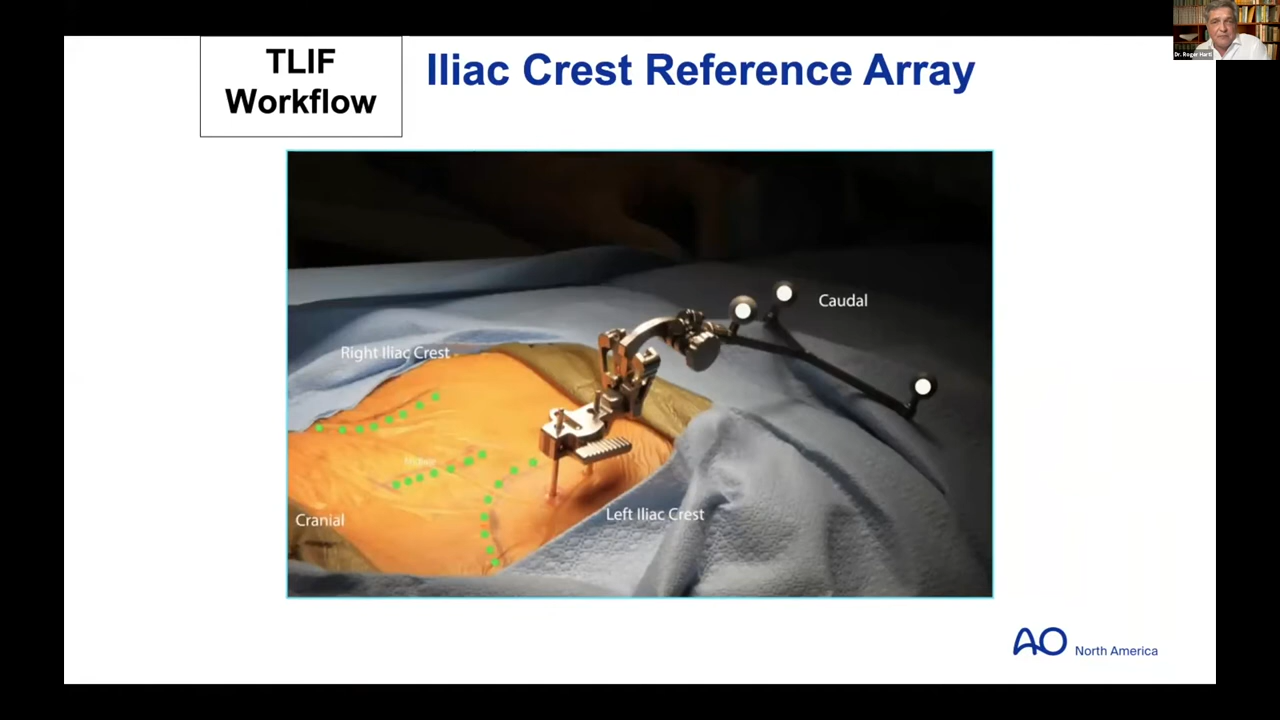 TLIF
Workflow
Iliac Crest Reference Array
Dr. Roger Hartl
Caudal
Right Iliac Crest
Cranial
Left Iliac Crest
AO North America